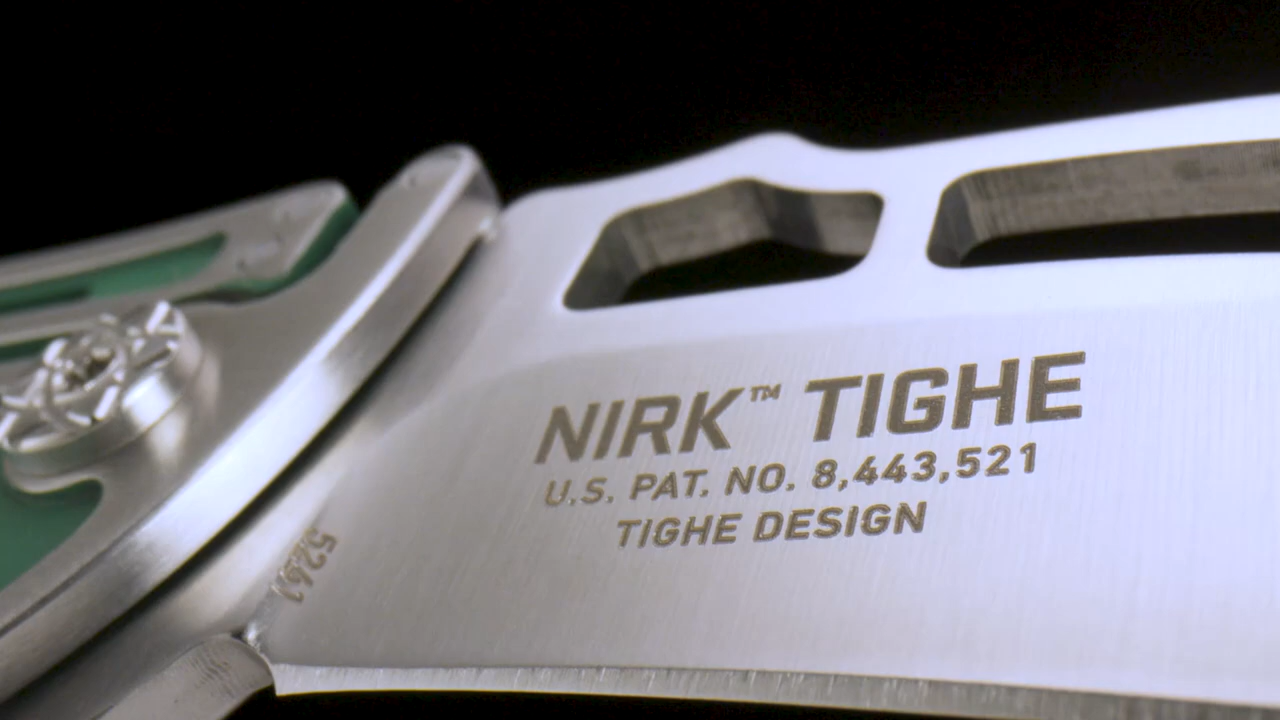 NIRK™ TIGHE
U.S. PAT. NO. 8,443,521
TIGHE DESIGN
5261